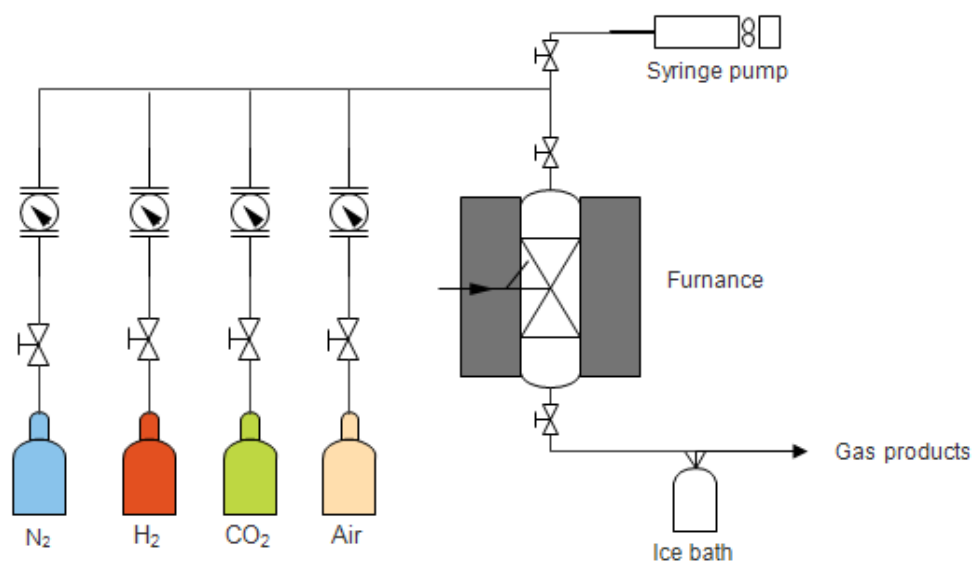 Syringe pump
Furnance
Gas products
N₂
H₂
CO₂
Air
Ice bath